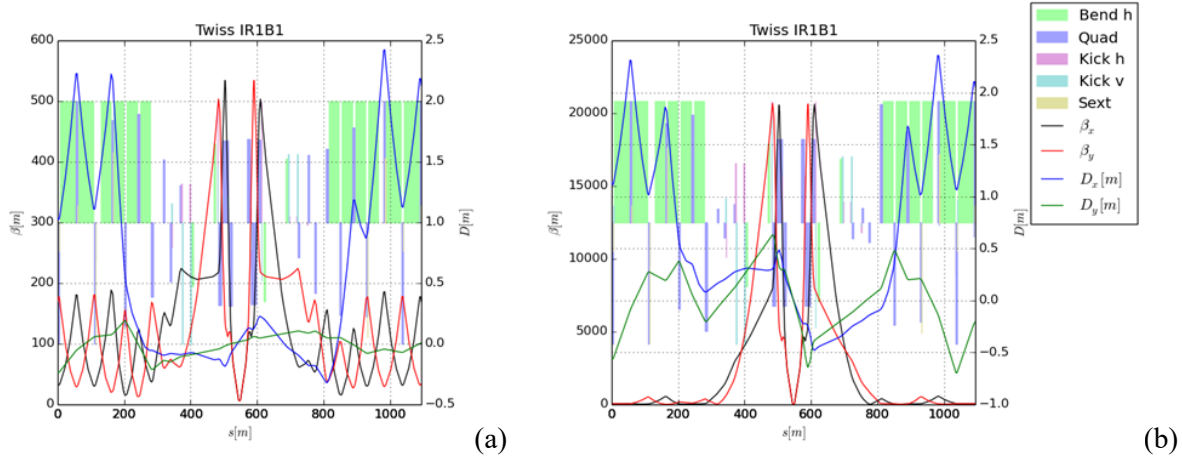 Twiss IR1B1
600
500
400
300
200
100
0
β[m]
2.5
2.0
1.5
1.0
0.5
0.0
−0.5
D[m]
0 200 400 600 800 1000
s[m]
(a)
Twiss IR1B1
25000
20000
15000
10000
5000
0
β[m]
2.5
2.0
1.5
1.0
0.5
0.0
−0.5
−1.0
D[m]
0 200 400 600 800 1000
s[m]
(b)
Bend h
Quad
Kick h
Kick v
Sext
βx
βy
Dx[m]
Dy[m]